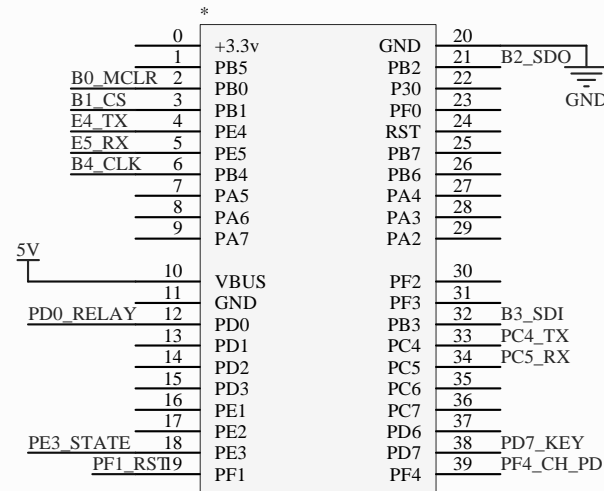 *
0 +3.3v GND 20
1 PB5 PB2 21 B2_SDO
B0_MCLR 2 PB0 P30 22
GND
B1_CS 3 PB1 PF0 23
E4_TX 4 PE4 RST 24
E5_RX 5 PE5 PB7 25
B4_CLK 6 PB4 PB6 26
7 PA5 PA4 27
8 PA6 PA3 28
9 PA7 PA2 29
5V
10 VBUS PF2 30
11 GND PF3 31
PD0_RELAY 12 PD0 PB3 32 B3_SDI
13 PD1 PC4 33 PC4_TX
14 PD2 PC5 34 PC5_RX
15 PD3 PC6 35
16 PE1 PC7 36
17 PE2 PD6 37
PE3_STATE 18 PE3 PD7 38 PD7_KEY
PF1_RST 19 PF1 PF4 39 PF4_CH_PD